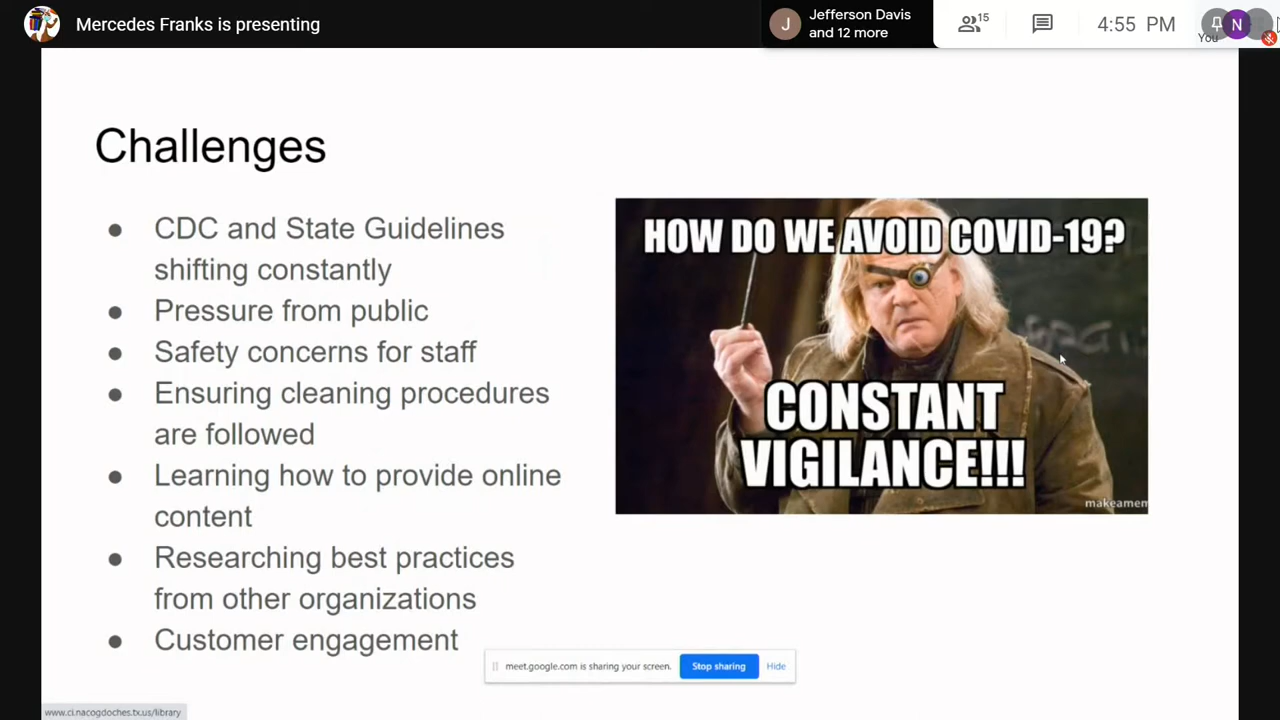 Mercedes Franks is presenting
J
Jefferson Davis
and 12 more
15
4:55 PM
N
You
Challenges
● CDC and State Guidelines
shifting constantly
● Pressure from public
● Safety concerns for staff
● Ensuring cleaning procedures
are followed
● Learning how to provide online
content
● Researching best practices
from other organizations
● Customer engagement
HOW DO WE AVOID COVID-19?
CONSTANT
VIGILANCE!!!
makeamem
meet.google.com is sharing your screen.
Stop sharing
Hide
www.ci.nacogdoches.tx.us/library